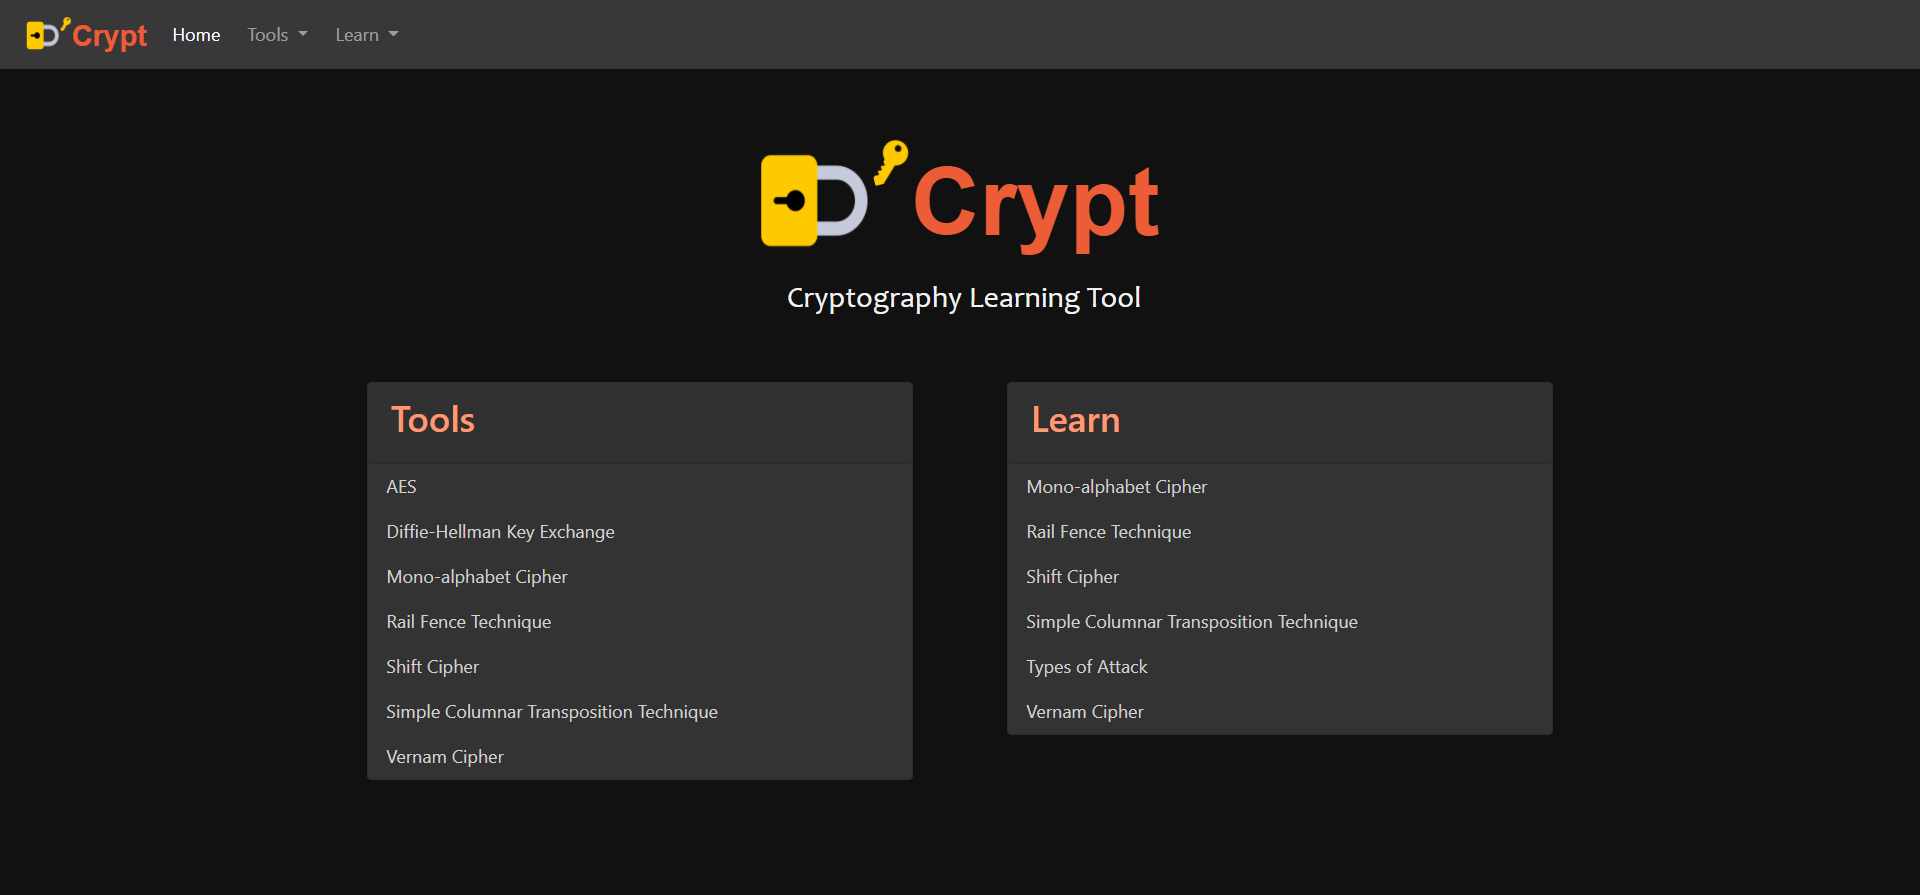 D'Crypt Home Tools Learn
D'Crypt
Cryptography Learning Tool
Tools
AES
Diffie-Hellman Key Exchange
Mono-alphabet Cipher
Rail Fence Technique
Shift Cipher
Simple Columnar Transposition Technique
Vernam Cipher
Learn
Mono-alphabet Cipher
Rail Fence Technique
Shift Cipher
Simple Columnar Transposition Technique
Types of Attack
Vernam Cipher